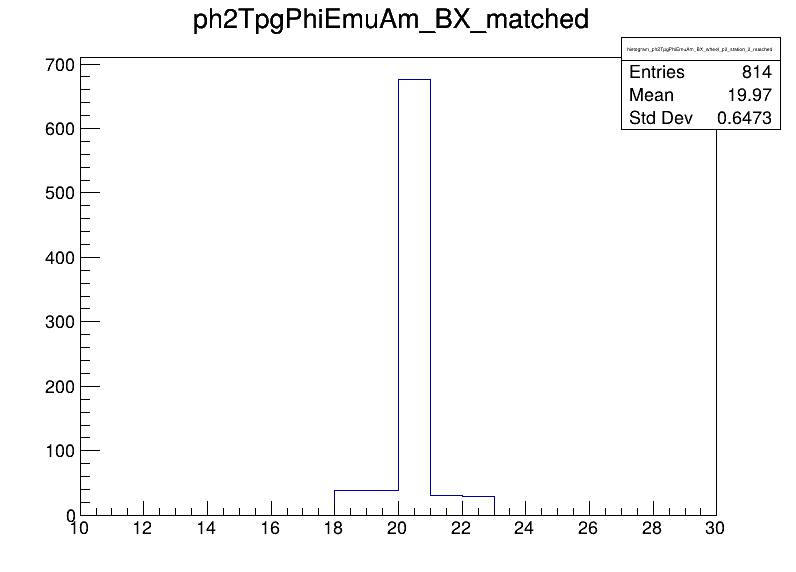 ph2TpgPhiEmuAm_BX_matched
histogram_ph2TpgPhiEmuAm_BX_wheel_p2_station_2_matched
Entries 814
Mean 19.97
Std Dev 0.6473
700
600
500
400
300
200
100
0
10 12 14 16 18 20 22 24 26 28 30